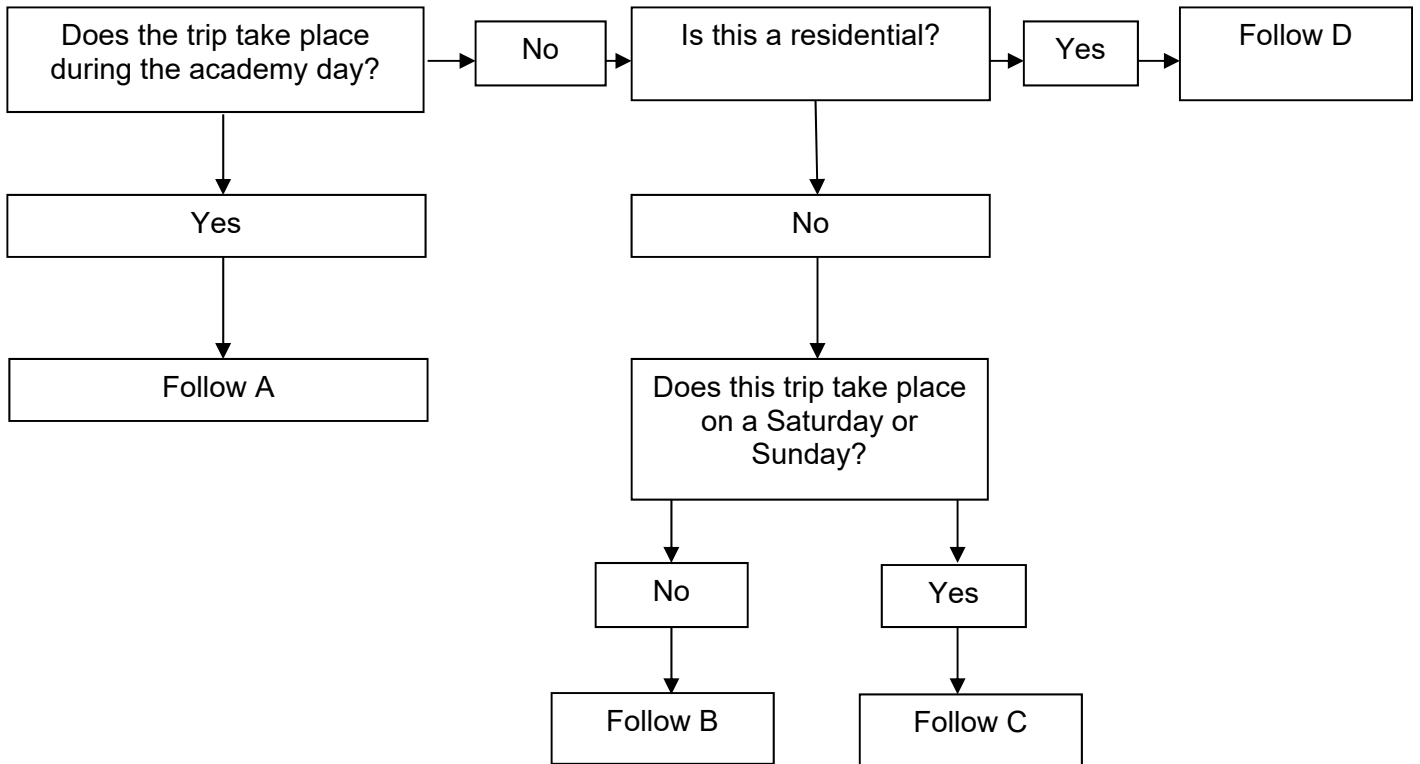 Does the trip take place
during the academy day?
No
Is this a residential?
Yes
Follow D
Yes
No
Follow A
Does this trip take place
on a Saturday or
Sunday?
No
Yes
Follow B
Follow C